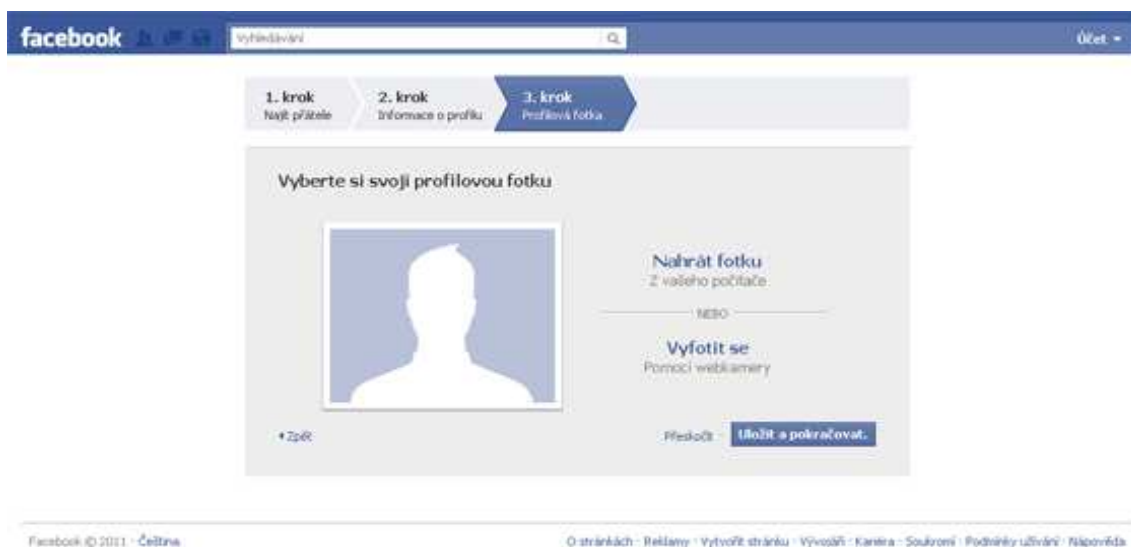 facebook
Vyhledávání
Účet
1. krok
Najít přátele
2. krok
Informace o profilu
3. krok
Profilová fotka
Vyberte si svoji profilovou fotku
Nahrát fotku
Z vašeho počítače
NEBO
Vyfotit se
Pomocí webkamery
Zpět
Přeskočit · Uložit a pokračovat.
Facebook © 2011 · Čeština
O stránkách · Reklamy · Vytvořit stránku · Vývojáři · Kariéra · Soukromí · Podmínky užívání · Nápověda